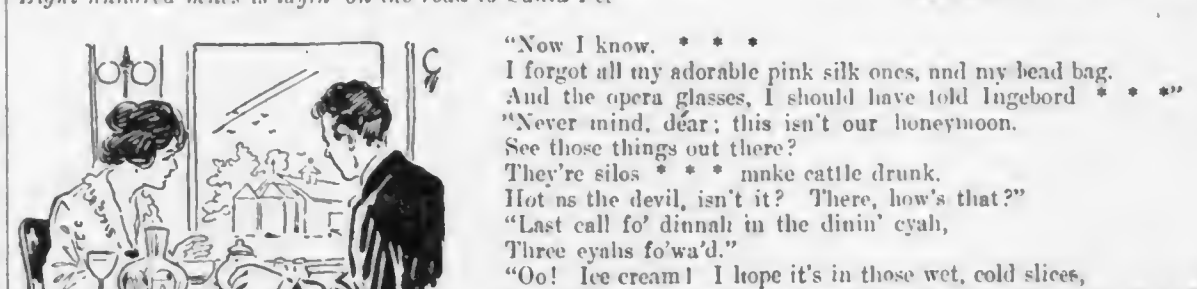 "Now I know. * * *
I forgot all my adorable pink silk ones, and my bead bag.
And the opera glasses, I should have told Ingebord * * *"
"Never mind, dear; this isn't our honeymoon.
See those things out there?
They're silos * * * make cattle drunk.
Hot as the devil, isn't it? There, how's that?"
"Last call fo' dinnah in the dinin' cyah,
Three cyahs fo'wa'd."
"Oo! Ice cream! I hope it's in those wet, cold slices,